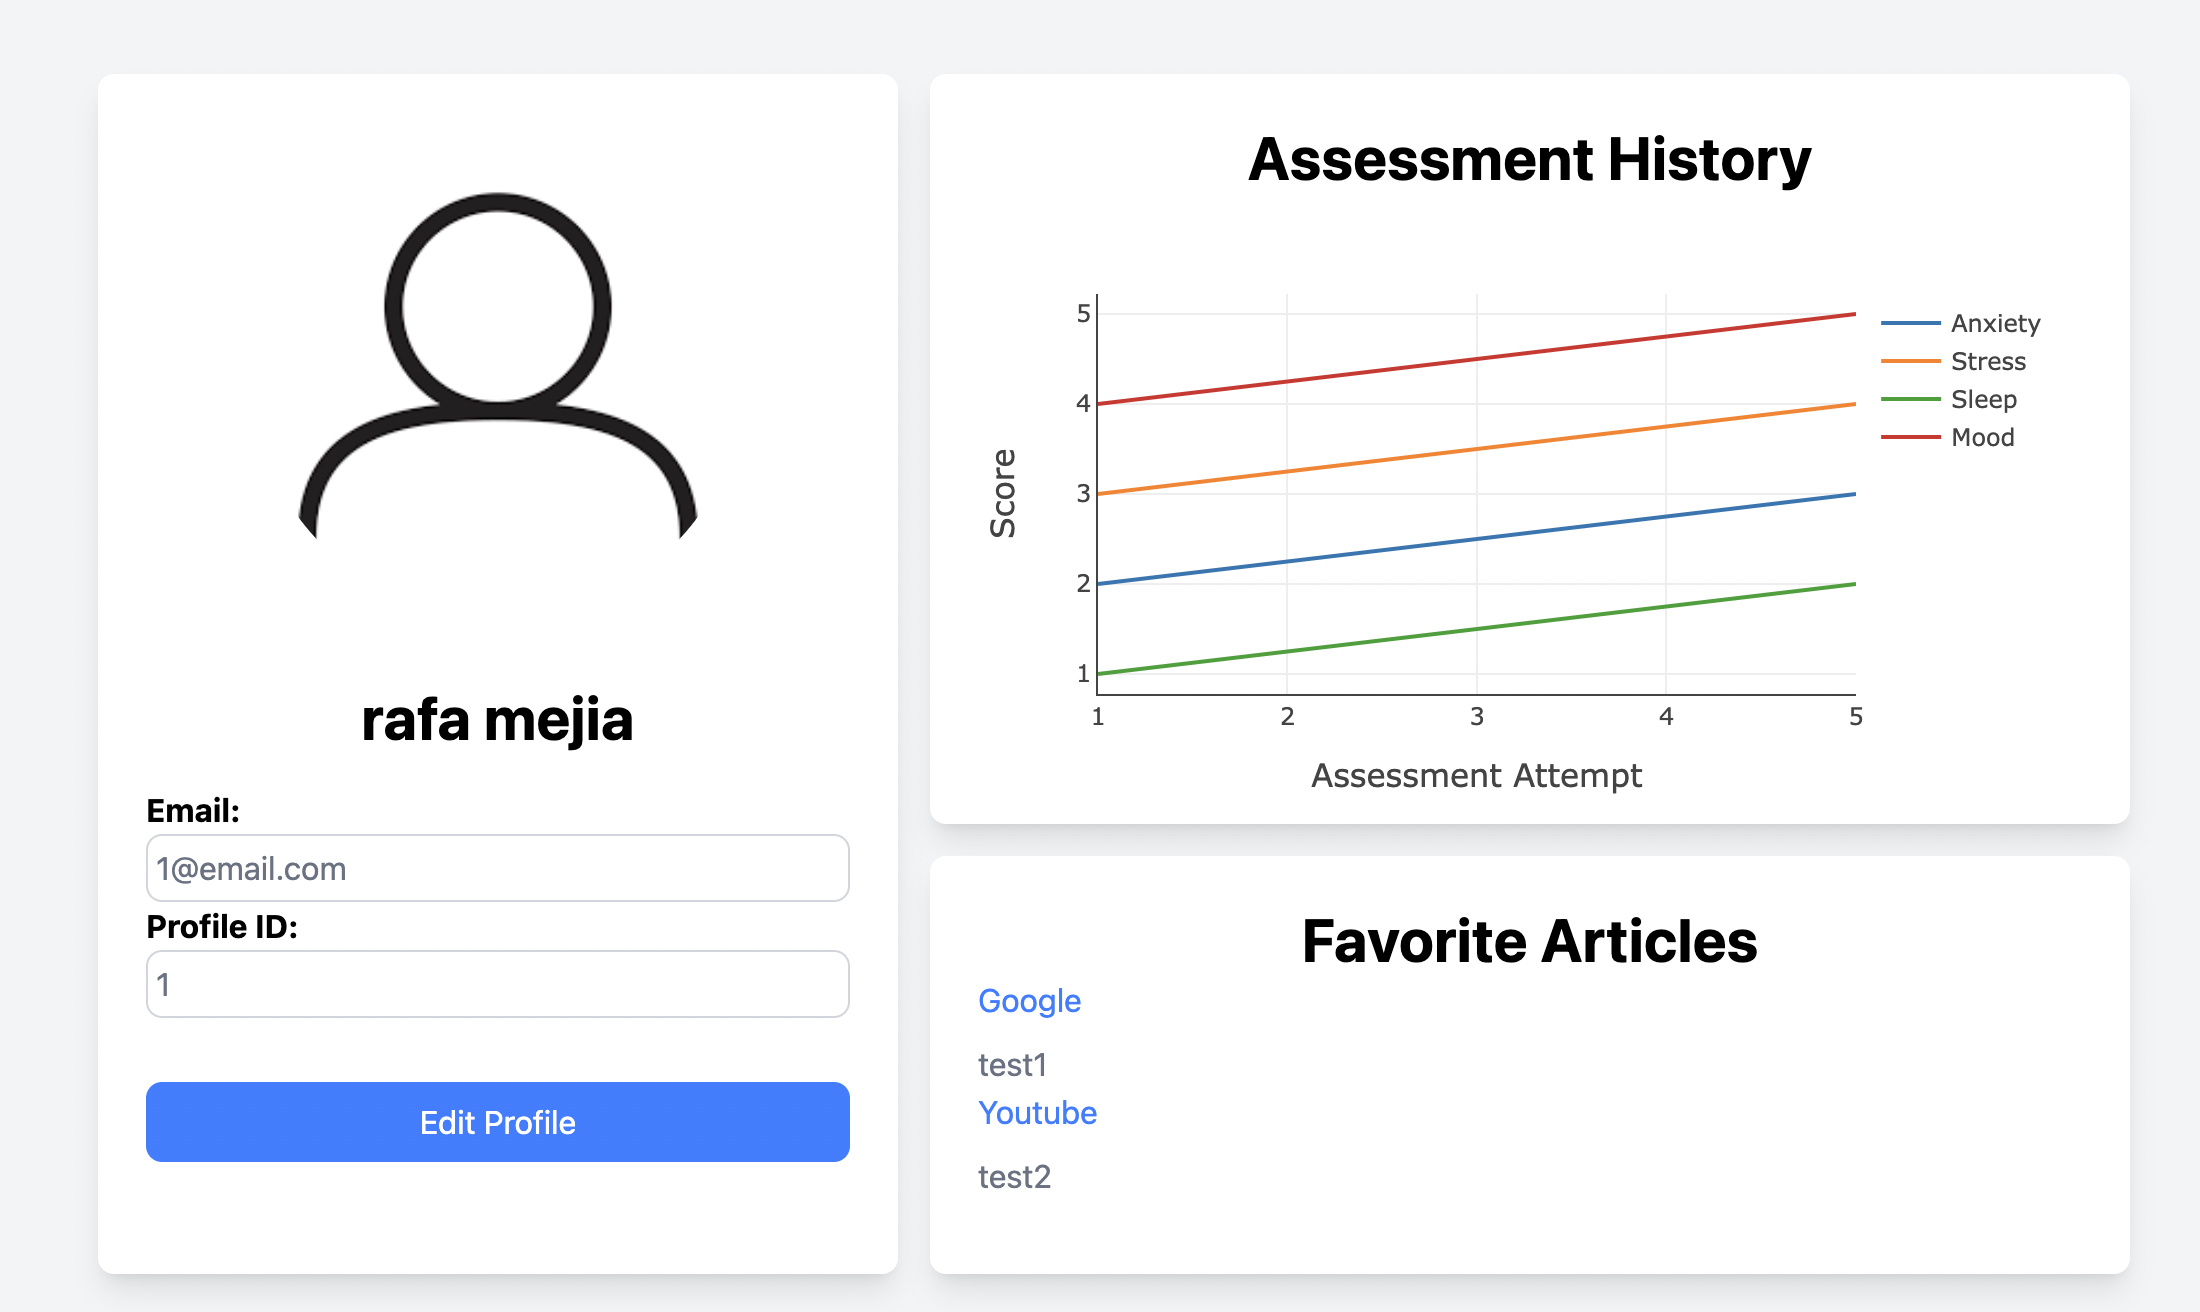 rafa mejia
Email:
1@email.com
Profile ID:
1
Edit Profile
Assessment History
5
4
3
2
1
Score
1 2 3 4 5
Assessment Attempt
Anxiety
Stress
Sleep
Mood
Favorite Articles
Google
test1
Youtube
test2